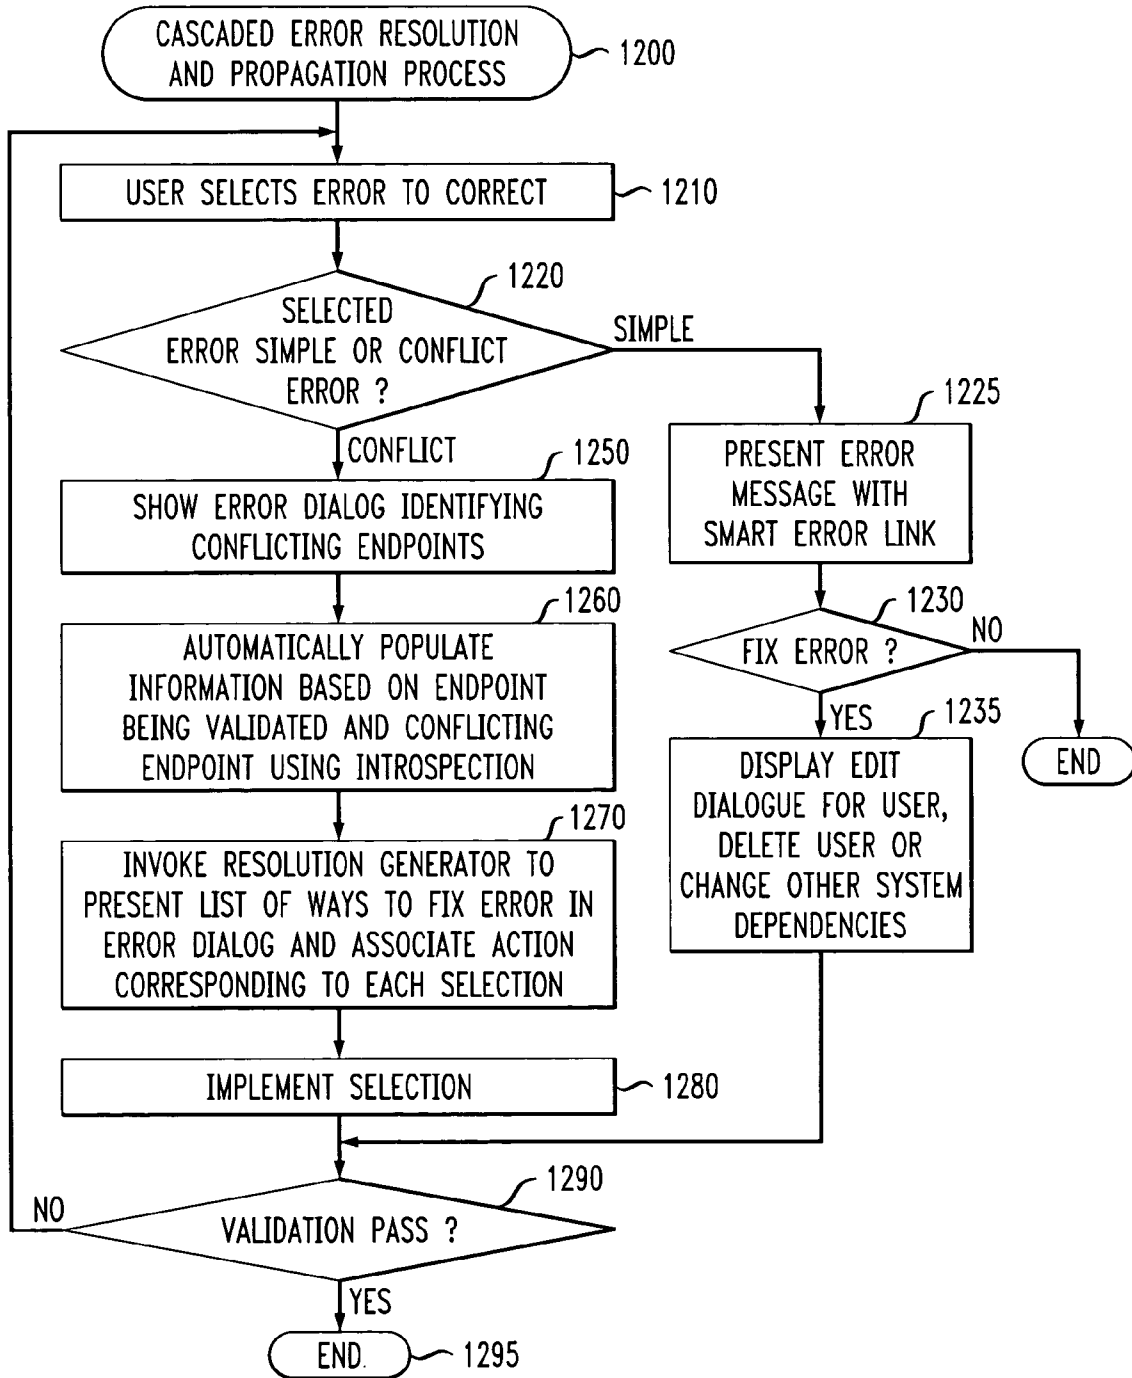 CASCADED ERROR RESOLUTION
AND PROPAGATION PROCESS
1200
USER SELECTS ERROR TO CORRECT
1210
1220
SELECTED
ERROR SIMPLE OR CONFLICT
ERROR ?
SIMPLE
CONFLICT
1225
PRESENT ERROR
MESSAGE WITH
SMART ERROR LINK
1250
SHOW ERROR DIALOG IDENTIFYING
CONFLICTING ENDPOINTS
1230
FIX ERROR ?
NO
YES
END
1260
AUTOMATICALLY POPULATE
INFORMATION BASED ON ENDPOINT
BEING VALIDATED AND CONFLICTING
ENDPOINT USING INTROSPECTION
1235
DISPLAY EDIT
DIALOGUE FOR USER,
DELETE USER OR
CHANGE OTHER SYSTEM
DEPENDENCIES
1270
INVOKE RESOLUTION GENERATOR TO
PRESENT LIST OF WAYS TO FIX ERROR IN
ERROR DIALOG AND ASSOCIATE ACTION
CORRESPONDING TO EACH SELECTION
IMPLEMENT SELECTION
1280
1290
NO
VALIDATION PASS ?
YES
END.
1295